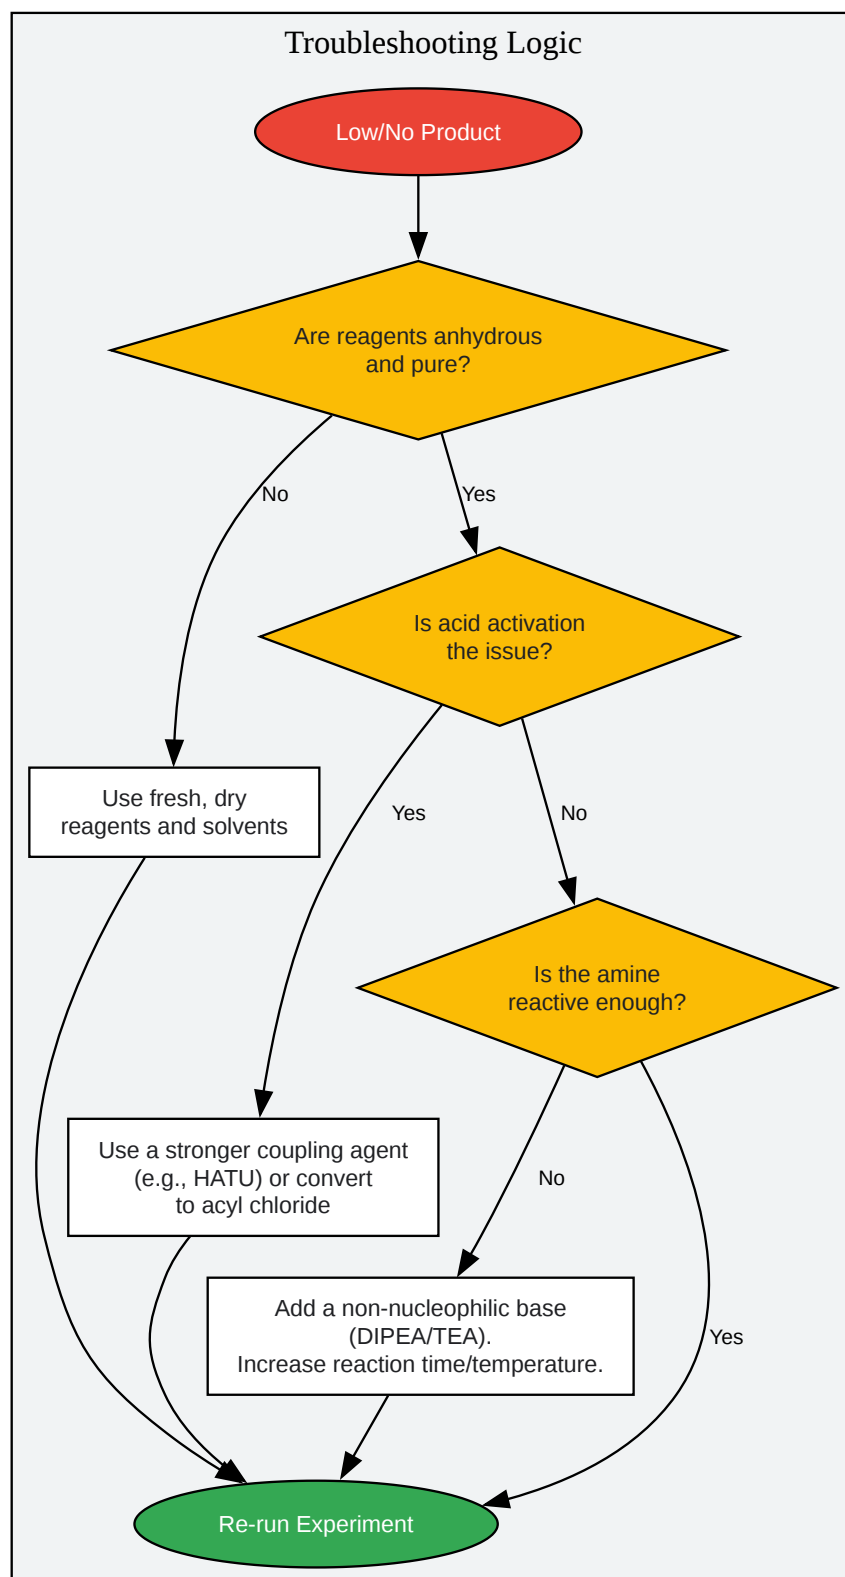 Troubleshooting Logic
Low/No Product
Are reagents anhydrous
and pure?
No
Yes
Is acid activation
the issue?
Use fresh, dry
reagents and solvents
Yes
No
Is the amine
reactive enough?
Use a stronger coupling agent
(e.g., HATU) or convert
to acyl chloride
No
Add a non-nucleophilic base
(DIPEA/TEA).
Increase reaction time/temperature.
Yes
Re-run Experiment